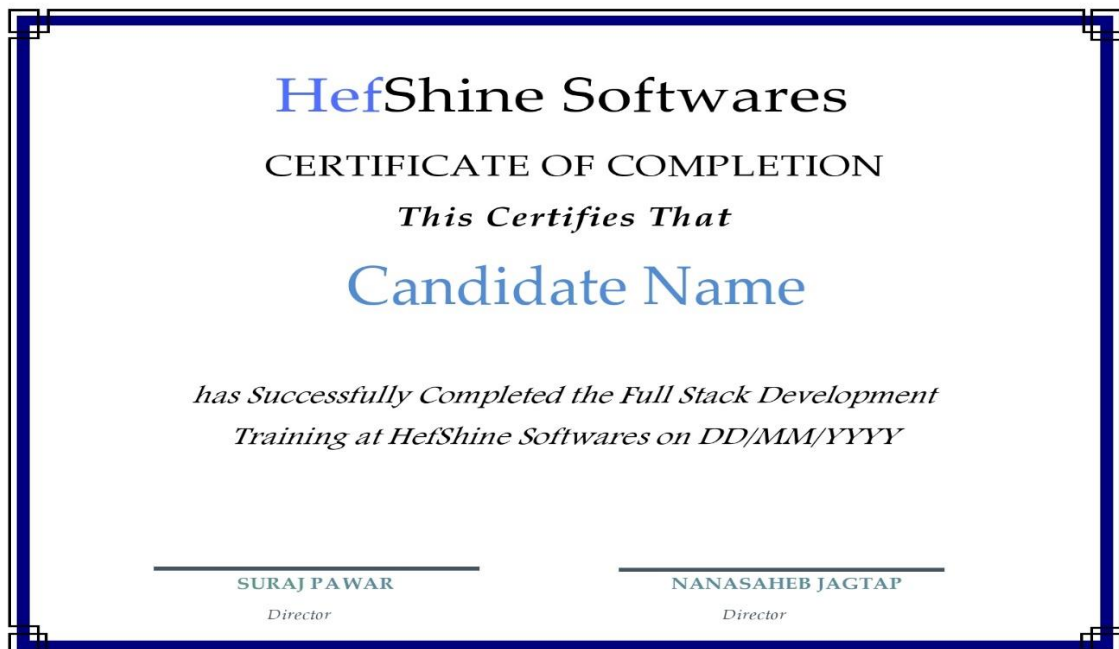 HefShine Softwares
CERTIFICATE OF COMPLETION
This Certifies That
Candidate Name
has Successfully Completed the Full Stack Development
Training at HefShine Softwares on DD/MM/YYYY
SURAJ PAWAR
Director
NANASAHEB JAGTAP
Director